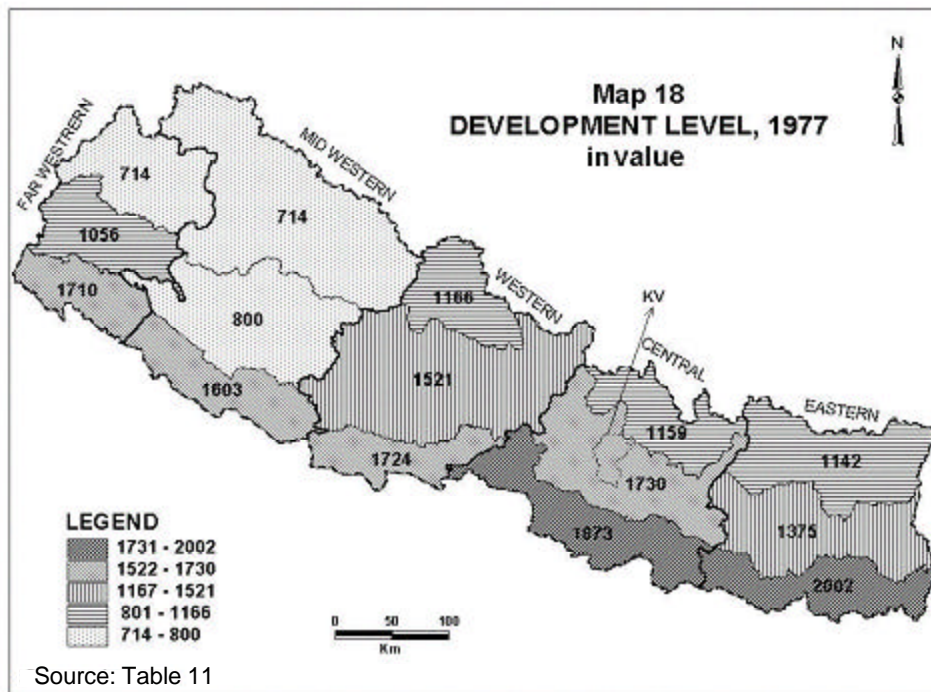 N
Map 18
DEVELOPMENT LEVEL, 1977
in value
FAR WESTRERN
MID WESTERN
714
714
1056
1710
800
1166
WESTERN
KV
1603
1521
CENTRAL
EASTERN
1724
1159
1142
1730
1375
1873
2002
LEGEND
1731 - 2002
1522 - 1730
1167 - 1521
801 - 1166
714 - 800
0 50 100
Km
Source: Table 11